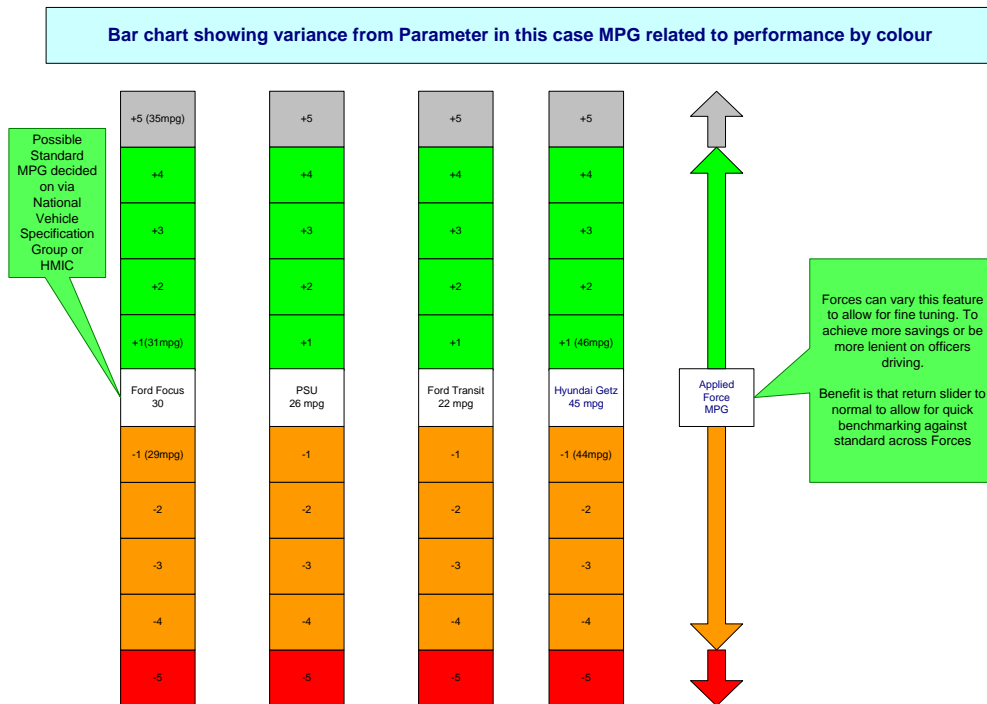 Bar chart showing variance from Parameter in this case MPG related to performance by colour
Possible
Standard
MPG decided
on via
National
Vehicle
Specification
Group or
HMIC
+5 (35mpg)
+4
+3
+2
+1(31mpg)
Ford Focus
30
-1 (29mpg)
-2
-3
-4
-5
+5
+4
+3
+2
+1
PSU
26 mpg
-1
-2
-3
-4
-5
+5
+4
+3
+2
+1
Ford Transit
22 mpg
-1
-2
-3
-4
-5
+5
+4
+3
+2
+1 (46mpg)
Hyundai Getz
45 mpg
-1 (44mpg)
-2
-3
-4
-5
Applied
Force
MPG
Forces can vary this feature
to allow for fine tuning. To
achieve more savings or be
more lenient on officers
driving.
Benefit is that return slider to
normal to allow for quick
benchmarking against
standard across Forces